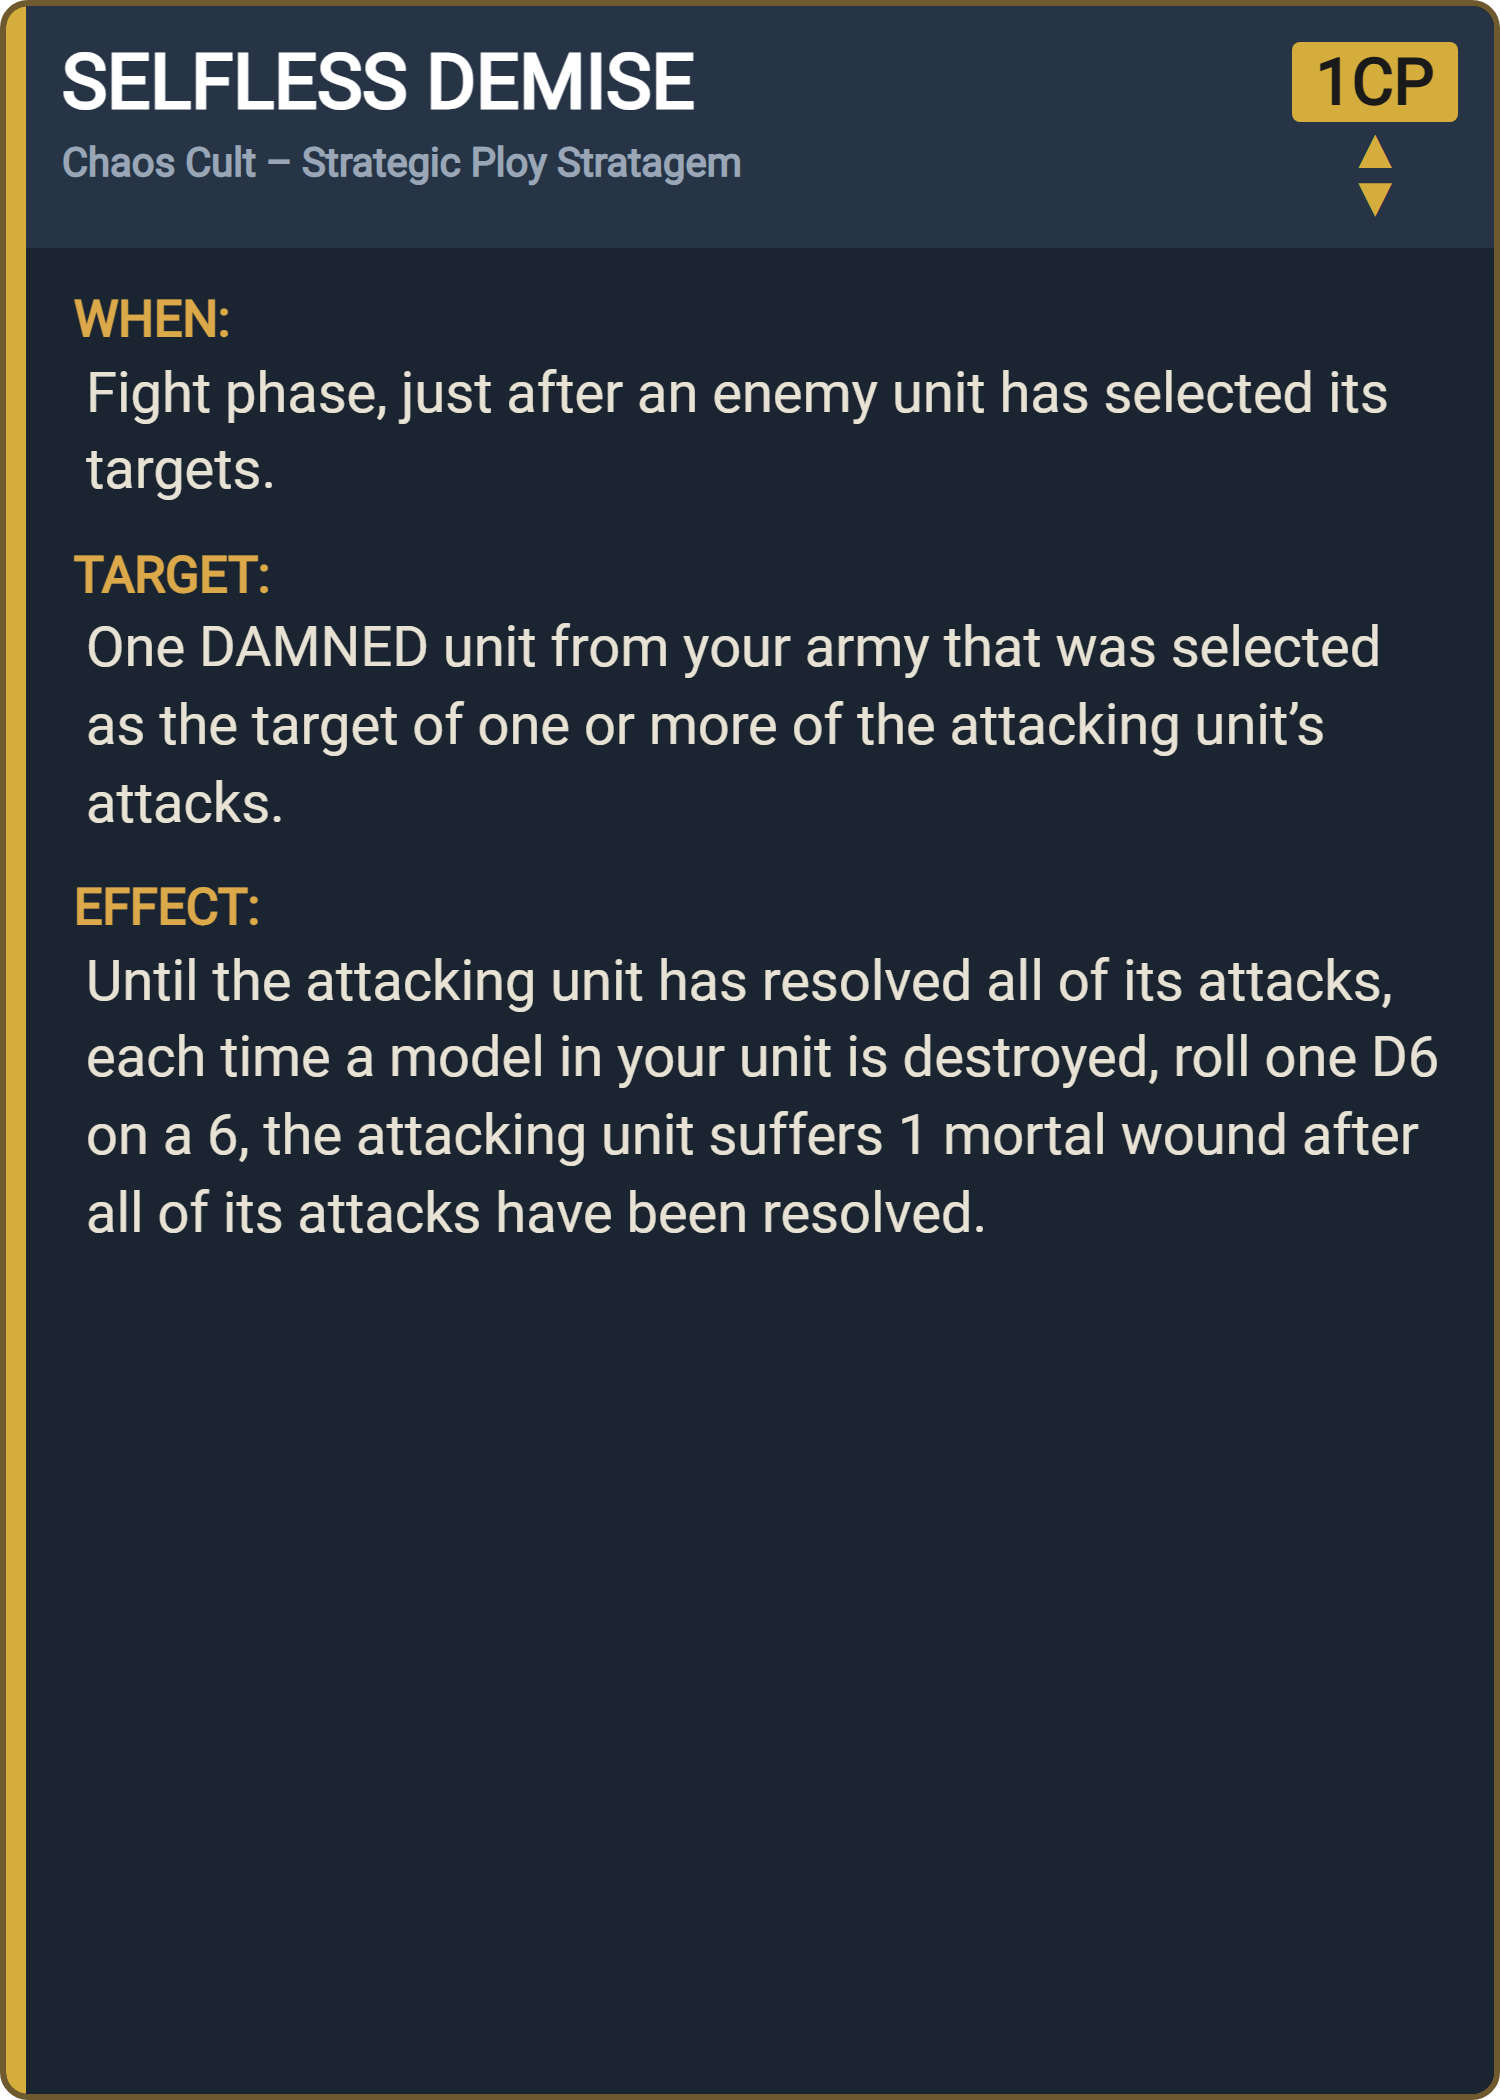 SELFLESS DEMISE
1CP
Chaos Cult – Strategic Ploy Stratagem
▲
▼
WHEN:
Fight phase, just after an enemy unit has selected its
targets.
TARGET:
One DAMNED unit from your army that was selected
as the target of one or more of the attacking unit’s
attacks.
EFFECT:
Until the attacking unit has resolved all of its attacks,
each time a model in your unit is destroyed, roll one D6
on a 6, the attacking unit suffers 1 mortal wound after
all of its attacks have been resolved.